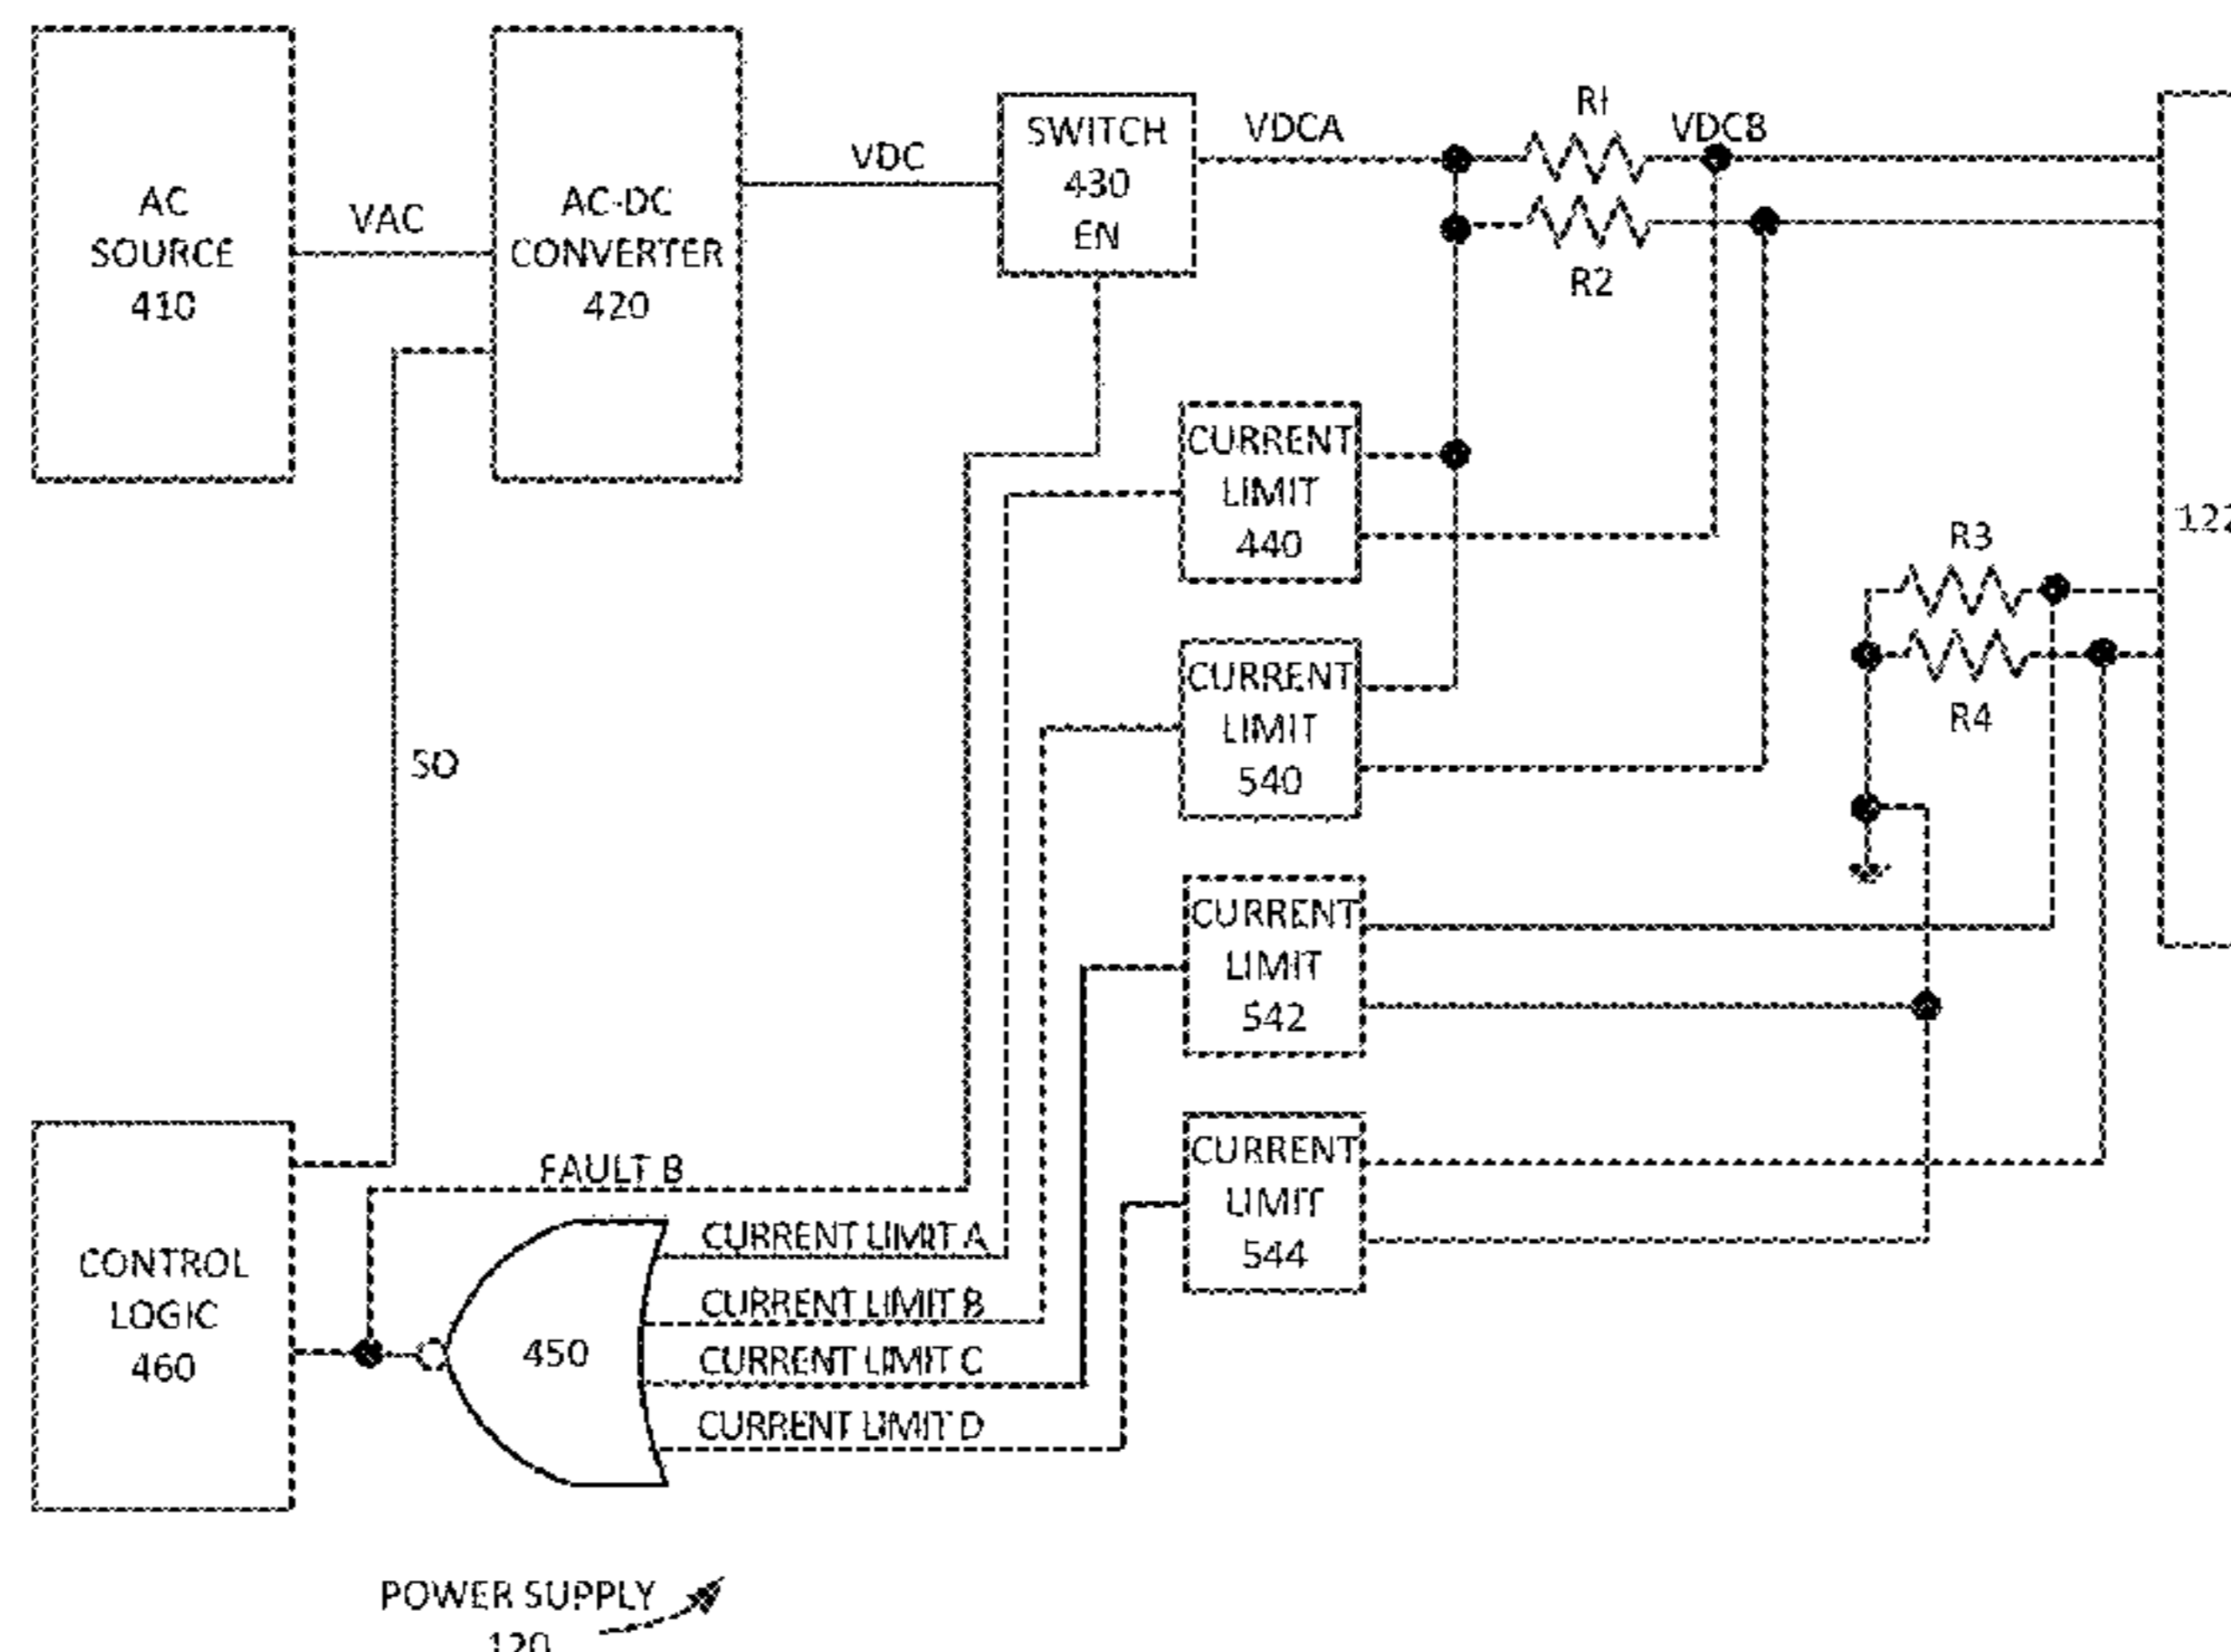 AC
SOURCE
410
VAC
AC-DC
CONVERTER
420
VDC
SWITCH
430
EN
VDCA
R1
VDCB
R2
CURRENT
LIMIT
440
R3
122
CURRENT
LIMIT
540
R4
SO
CURRENT
LIMIT
542
CURRENT
LIMIT
544
FAULT B
CURRENT LIMIT A
CURRENT LIMIT B
CURRENT LIMIT C
CURRENT LIMIT D
450
CONTROL
LOGIC
460
POWER SUPPLY
120